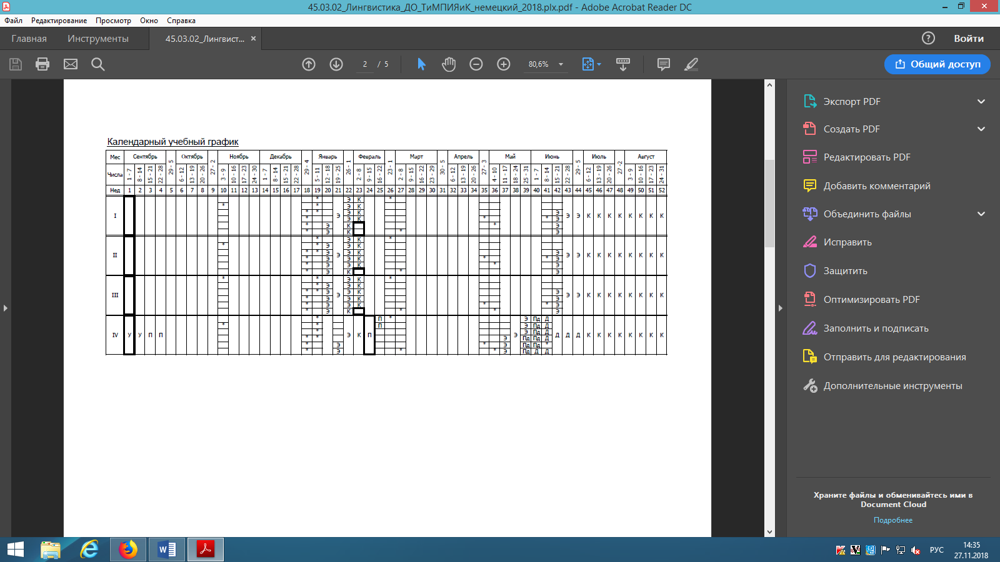 45.03.02_Лингвистика_ДО_ТиМПИЯиК_немецкий_2018.plx.pdf - Adobe Acrobat Reader DC
Файл Редактирование Просмотр Окно Справка
Главная Инструменты 45.03.02_Лингвист... × Войти
2 / 5 80,6% Общий доступ
Календарный учебный график
Мес Сентябрь 29 - 5 Октябрь 27 - 2 Ноябрь Декабрь 29 - 4 Январь 26 - 1 Февраль 23 - 1 Март 30 - 5 Апрель 27 - 3 Май Июнь 29 - 5 Июль 27 - 2 Август
Числа 1 - 7 8 - 14 15 - 21 22 - 28 6 - 12 13 - 19 20 - 26 3 - 9 10 - 16 17 - 23 24 - 30 1 - 7 8 - 14 15 - 21 22 - 28 5 - 11 12 - 18 19 - 25 2 - 8 9 - 15 16 - 22 2 - 8 9 - 15 16 - 22 23 - 29 6 - 12 13 - 19 20 - 26 4 - 10 11 - 17 18 - 24 25 - 31 1 - 7 8 - 14 15 - 21 22 - 28 6 - 12 13 - 19 20 - 26 3 - 9 10 - 16 17 - 23 24 - 31
Нед 1 2 3 4 5 6 7 8 9 10 11 12 13 14 15 16 17 18 19 20 21 22 23 24 25 26 27 28 29 30 31 32 33 34 35 36 37 38 39 40 41 42 43 44 45 46 47 48 49 50 51 52
* Э К *
* * Э К
* * Э К Э
I Э Э Э К К К К К К К К
* Э К * * Э
* Э К * Э
* Э К Э
* Э К *
* * Э Э К
* * Э Э К Э
II Э Э Э К К К К К К К К
* Э Э К * * Э
* Э Э К * Э
* Э К * Э
* * Э К *
* Э Э К
* * Э Э К Э
III Э Э Э К К К К К К К К
* Э Э К Э
* Э Э К * * Э
* Э К * * Э
* П * Э Пд Д
* * П Э Пд Д
* Э Пд Д
IV У У П П Э К П Э Д Д Д К К К К К К К К
* * Э Пд Пд Д
* Э * Э Пд Пд *
* Э * * Э Пд Д Д
Экспорт PDF
Создать PDF
Редактировать PDF
Добавить комментарий
Объединить файлы
Исправить
Защитить
Оптимизировать PDF
Заполнить и подписать
Отправить для редактирования
Дополнительные инструменты
Храните файлы и обменивайтесь ими в
Document Cloud
Подробнее
РУС 14:35
27.11.2018